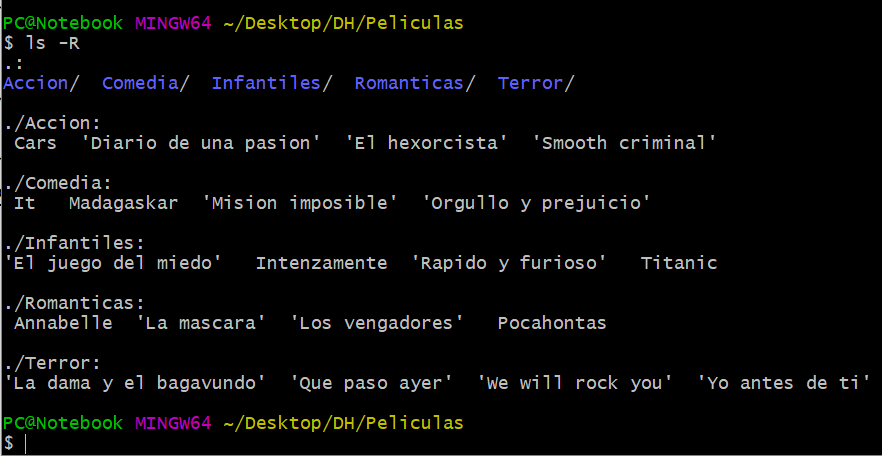 PC@Notebook MINGW64 ~/Desktop/DH/Peliculas
$ ls -R
.:
Accion/  Comedia/  Infantiles/  Romanticas/  Terror/

./Accion:
 Cars  'Diario de una pasion'  'El hexorcista'  'Smooth criminal'

./Comedia:
 It   Madagaskar  'Mision imposible'  'Orgullo y prejuicio'

./Infantiles:
'El juego del miedo'   Intenzamente  'Rapido y furioso'   Titanic

./Romanticas:
 Annabelle  'La mascara'  'Los vengadores'   Pocahontas

./Terror:
'La dama y el bagavundo'  'Que paso ayer'  'We will rock you'  'Yo antes de ti'

PC@Notebook MINGW64 ~/Desktop/DH/Peliculas
$